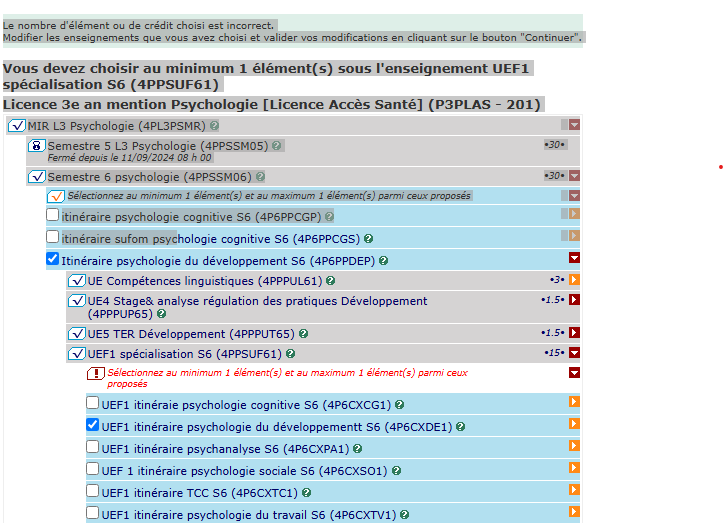 Le nombre d'élément ou de crédit choisi est incorrect.
Modifier les enseignements que vous avez choisi et valider vos modifications en cliquant sur le bouton "Continuer".
Vous devez choisir au minimum 1 élément(s) sous l'enseignement UEF1
spécialisation S6 (4PPSUF61)
Licence 3e an mention Psychologie [Licence Accès Santé] (P3PLAS - 201)
MIR L3 Psychologie (4PL3PSMR)
Semestre 5 L3 Psychologie (4PPSSM05) •30•
Fermé depuis le 11/09/2024 08 h 00
Semestre 6 psychologie (4PPSSM06) •30•
Sélectionnez au minimum 1 élément(s) et au maximum 1 élément(s) parmi ceux proposés
itinéraire psychologie cognitive S6 (4P6PPCGP)
itinéraire sufom psychologie cognitive S6 (4P6PPCGS)
Itinéraire psychologie du développement S6 (4P6PPDEP)
UE Compétences linguistiques (4PPPUL61) •3•
UE4 Stage& analyse régulation des pratiques Développement •1.5•
(4PPPUP65)
UE5 TER Développement (4PPPUT65) •1.5•
UEF1 spécialisation S6 (4PPSUF61) •15•
Sélectionnez au minimum 1 élément(s) et au maximum 1 élément(s) parmi ceux
proposés
UEF1 itinéraie psychologie cognitive S6 (4P6CXCG1)
UEF1 itinéraire psychologie du développementt S6 (4P6CXDE1)
UEF1 itinéraire psychanalyse S6 (4P6CXPA1)
UEF 1 itinéraire psychologie sociale S6 (4P6CXSO1)
UEF1 itinéraire TCC S6 (4P6CXTC1)
UEF1 itinéraire psychologie du travail S6 (4P6CXTV1)